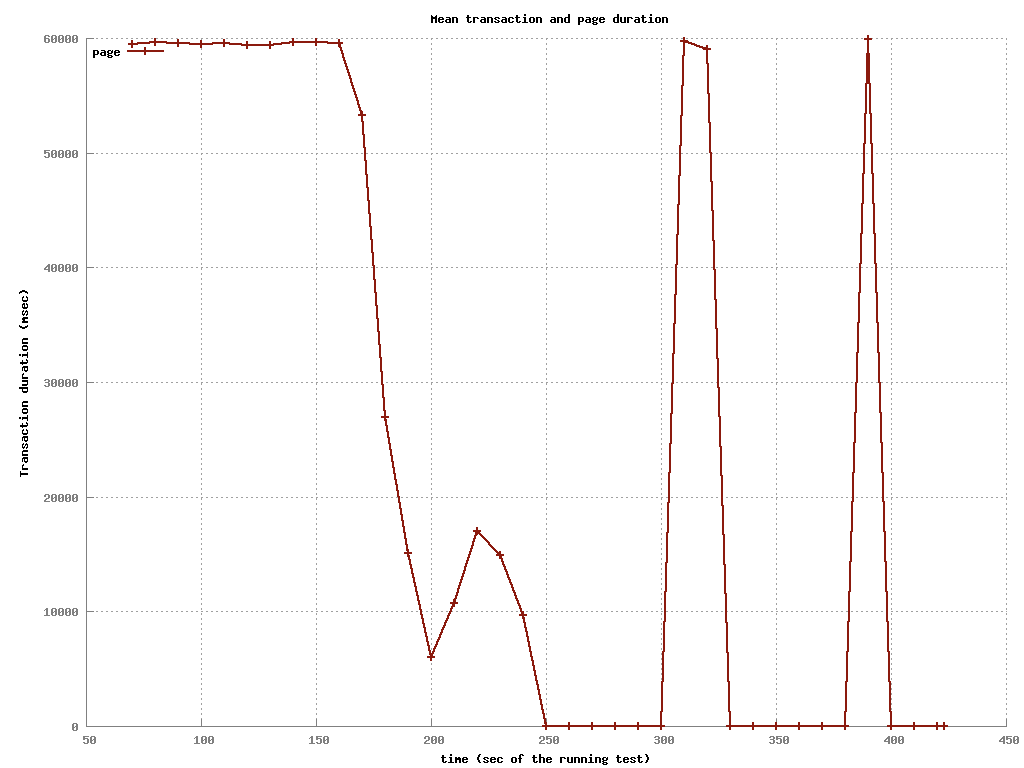 Mean transaction and page duration
60000
page
50000
40000
30000
20000
10000
0
Transaction duration (msec)
50 100 150 200 250 300 350 400 450
time (sec of the running test)